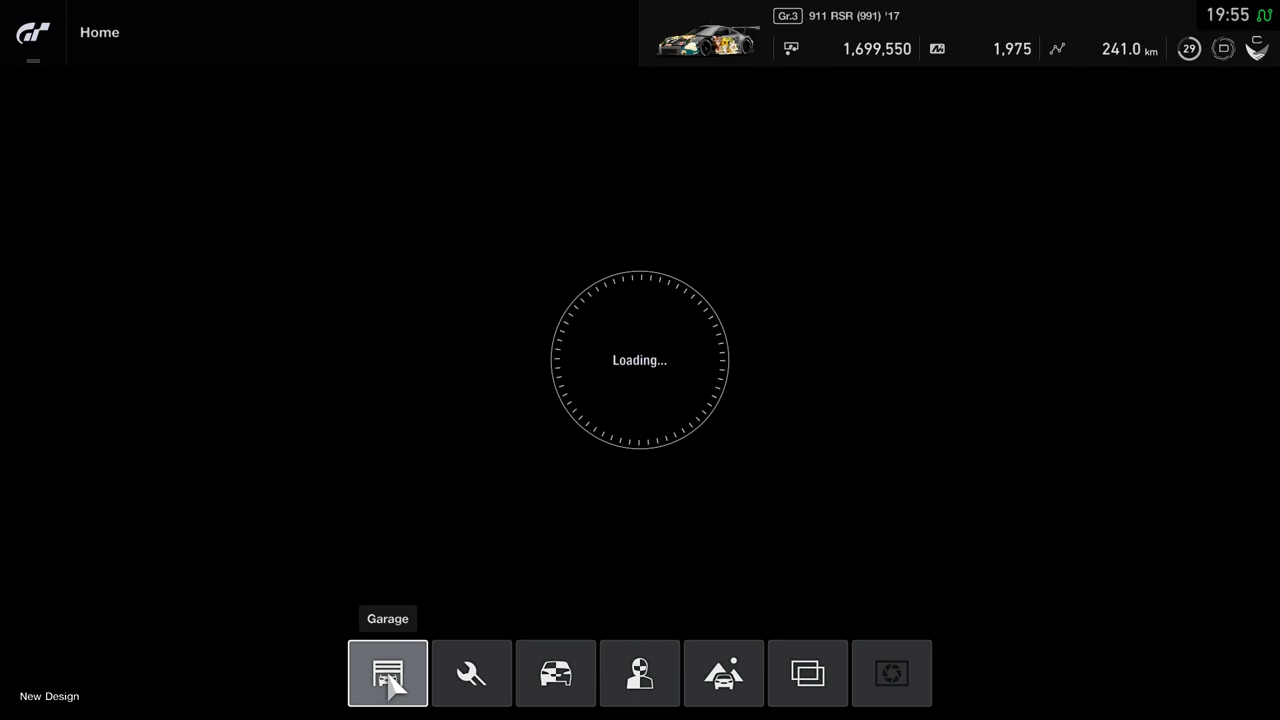 Home
Gr.3 911 RSR (991) '17
19:55
1,699,550 1,975 241.0 km 29 D C
Loading...
Garage
New Design